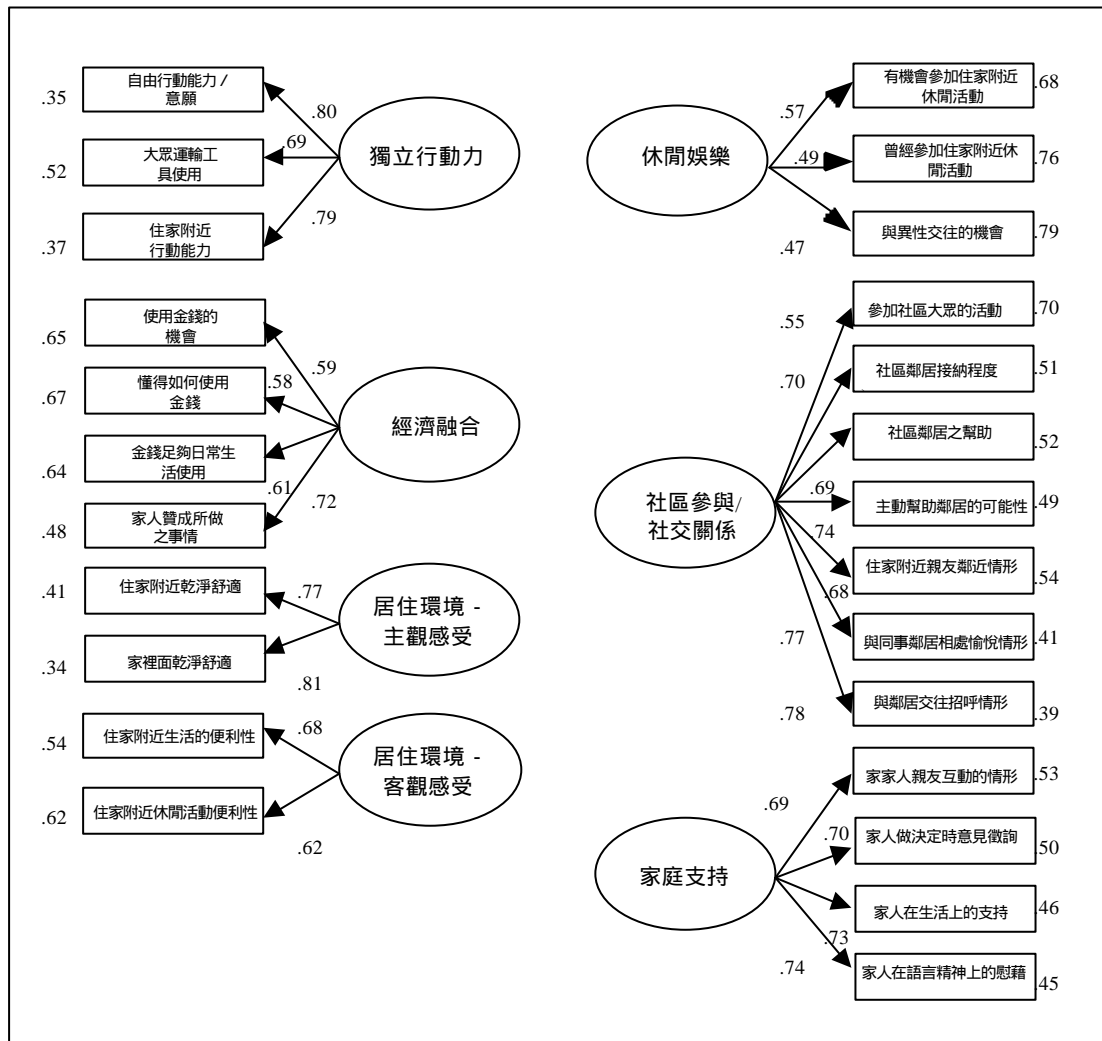 自由行動能力 /
意願
.35
.80
大眾運輸工
具使用
.52
.69
獨立行動力
住家附近
行動能力
.37
.79
使用金錢的
機會
.65
.59
懂得如何使用
金錢
.67
.58
經濟融合
金錢足夠日常生
活使用
.64
.61
家人贊成所做
之事情
.48
.72
住家附近乾淨舒適
.41
.77
居住環境 -
主觀感受
家裡面乾淨舒適
.34
.81
住家附近生活的便利性
.54
.68
居住環境 -
客觀感受
住家附近休閒活動便利性
.62
.62
有機會參加住家附近
休閒活動
.68
.57
休閒娛樂
曾經參加住家附近休
閒活動
.76
.49
與異性交往的機會
.79
.47
參加社區大眾的活動
.70
.55
社區鄰居接納程度
.51
.70
社區鄰居之幫助
.52
.69
社區參與/
社交關係
主動幫助鄰居的可能性
.49
.74
住家附近親友鄰近情形
.54
.68
與同事鄰居相處愉悅情形
.41
.77
與鄰居交往招呼情形
.39
.78
家家人親友互動的情形
.53
.69
家人做決定時意見徵詢
.50
.70
家庭支持
家人在生活上的支持
.46
.73
家人在語言精神上的慰藉
.45
.74